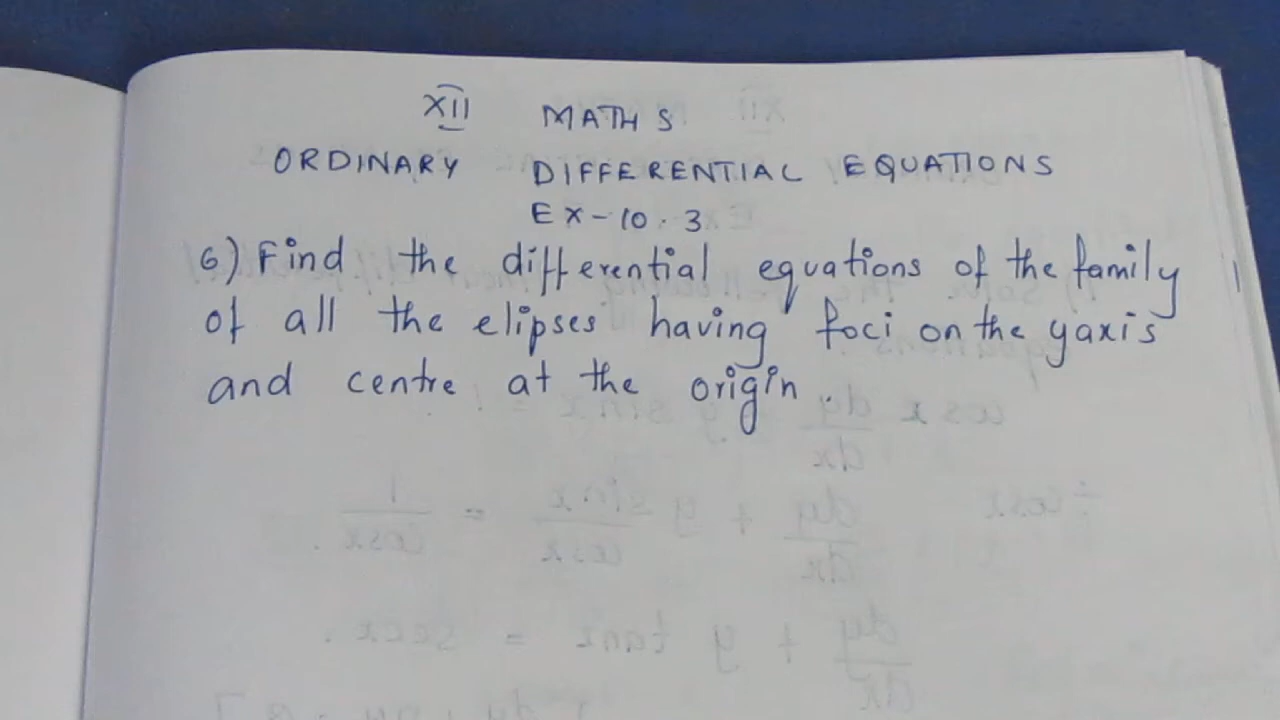 XII MATHS
ORDINARY DIFFERENTIAL EQUATIONS
EX-10.3
6) Find the differential equations of the family
of all the elipses having foci on the yaxis
and centre at the origin.